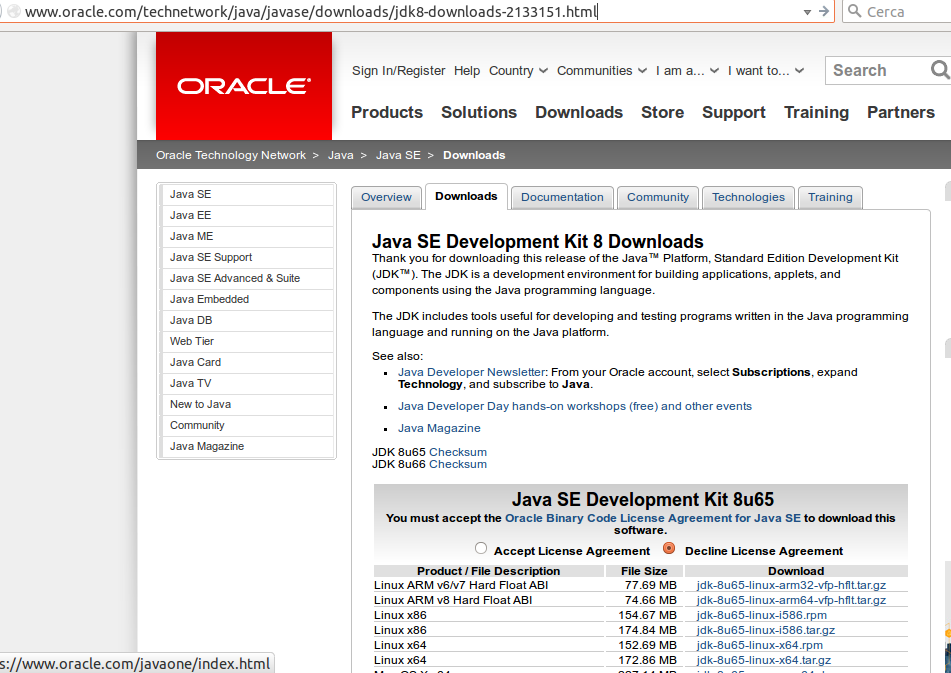 www.oracle.com/technetwork/java/javase/downloads/jdk8-downloads-2133151.html
Cerca
ORACLE
Sign In/Register Help Country Communities I am a... I want to... Search
Products Solutions Downloads Store Support Training Partners
Oracle Technology Network > Java > Java SE > Downloads
Java SE
Java EE
Java ME
Java SE Support
Java SE Advanced & Suite
Java Embedded
Java DB
Web Tier
Java Card
Java TV
New to Java
Community
Java Magazine
Overview Downloads Documentation Community Technologies Training
Java SE Development Kit 8 Downloads
Thank you for downloading this release of the Java™ Platform, Standard Edition Development Kit
(JDK™). The JDK is a development environment for building applications, applets, and
components using the Java programming language.
The JDK includes tools useful for developing and testing programs written in the Java programming
language and running on the Java platform.
See also:
Java Developer Newsletter: From your Oracle account, select Subscriptions, expand
Technology, and subscribe to Java.
Java Developer Day hands-on workshops (free) and other events
Java Magazine
JDK 8u65 Checksum
JDK 8u66 Checksum
Java SE Development Kit 8u65
You must accept the Oracle Binary Code License Agreement for Java SE to download this
software.
Accept License Agreement Decline License Agreement
Product / File Description File Size Download
Linux ARM v6/v7 Hard Float ABI 77.69 MB jdk-8u65-linux-arm32-vfp-hflt.tar.gz
Linux ARM v8 Hard Float ABI 74.66 MB jdk-8u65-linux-arm64-vfp-hflt.tar.gz
Linux x86 154.67 MB jdk-8u65-linux-i586.rpm
Linux x86 174.84 MB jdk-8u65-linux-i586.tar.gz
Linux x64 152.69 MB jdk-8u65-linux-x64.rpm
Linux x64 172.86 MB jdk-8u65-linux-x64.tar.gz
s://www.oracle.com/javaone/index.html